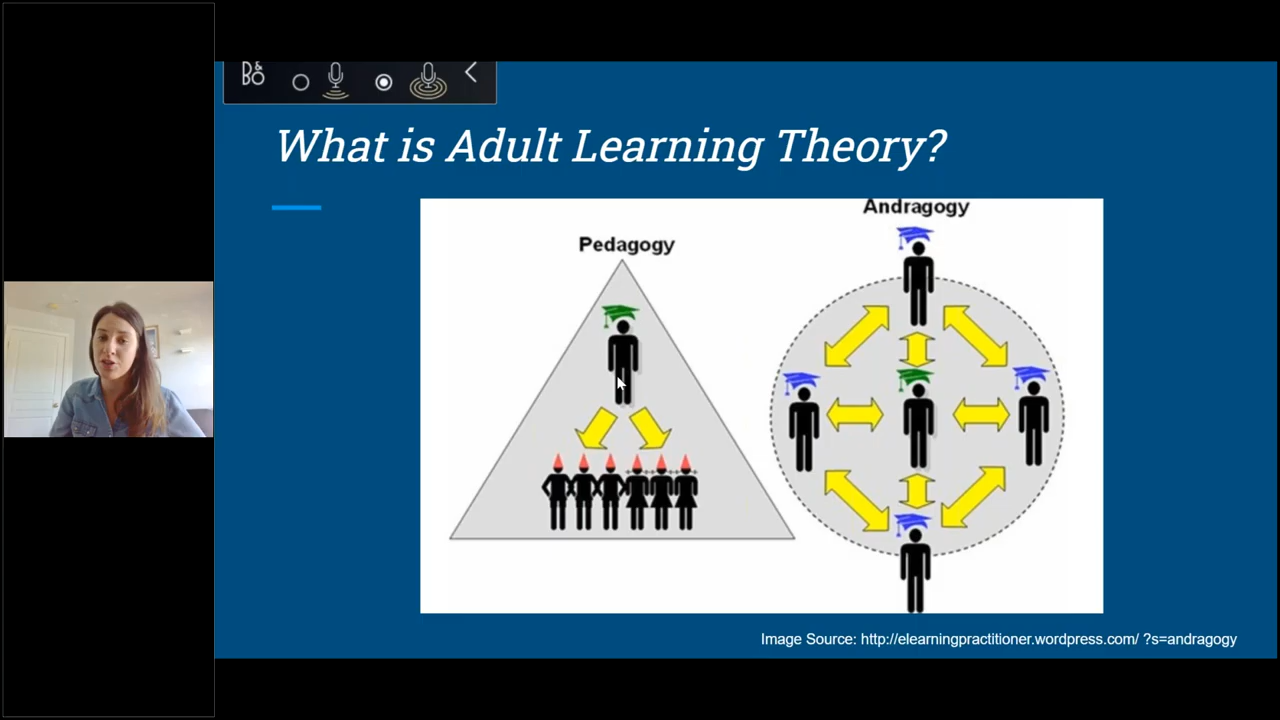 What is Adult Learning Theory?
Pedagogy
Andragogy
Image Source: http://elearningpractitioner.wordpress.com/ ?s=andragogy